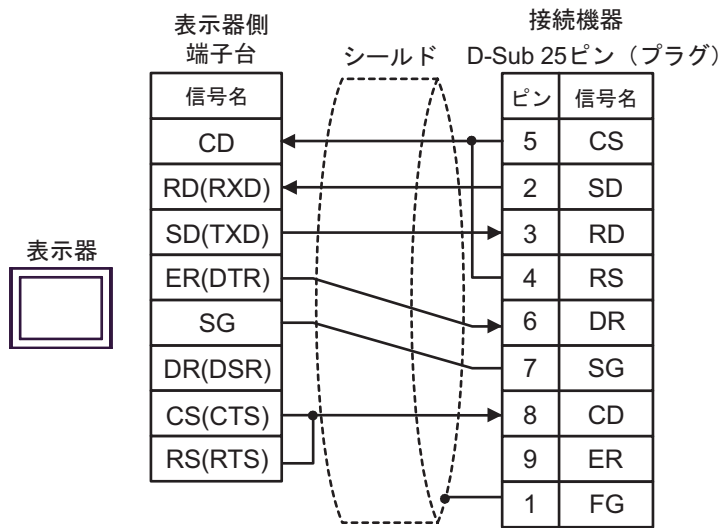 表示器側
端子台
シールド
接続機器
D-Sub 25ピン（プラグ）
信号名
ピン 信号名
CD
5 CS
RD(RXD)
2 SD
SD(TXD)
3 RD
ER(DTR)
4 RS
SG
6 DR
DR(DSR)
7 SG
CS(CTS)
8 CD
RS(RTS)
9 ER
1 FG
表示器